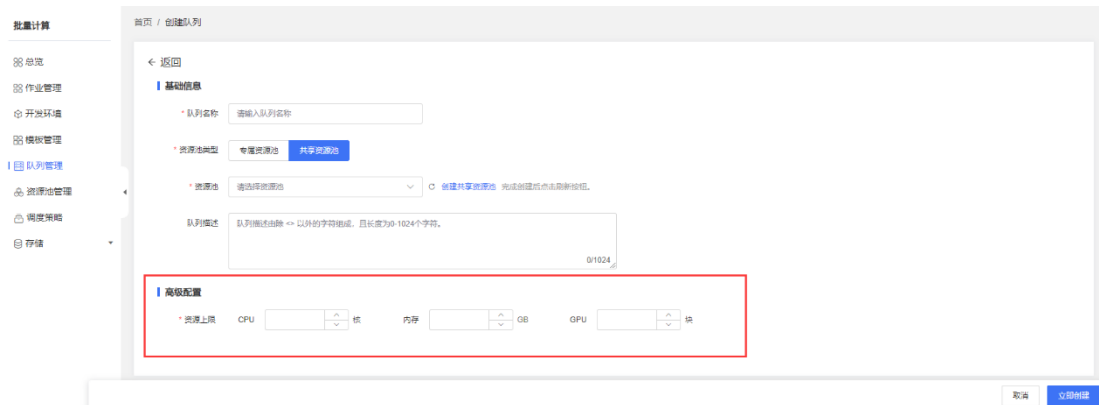 批量计算
首页 / 创建队列
总览
作业管理
开发环境
模板管理
队列管理
资源池管理
调度策略
存储
← 返回
基础信息
* 队列名称 请输入队列名称
* 资源池类型 专属资源池 共享资源池
* 资源池 请选择资源池 创建共享资源池 完成创建后点击刷新按钮。
队列描述 队列描述由除 <> 以外的字符组成，且长度为0-1024个字符。
0/1024
高级配置
* 资源上限 CPU 核 内存 GB GPU 块
取消 立即创建